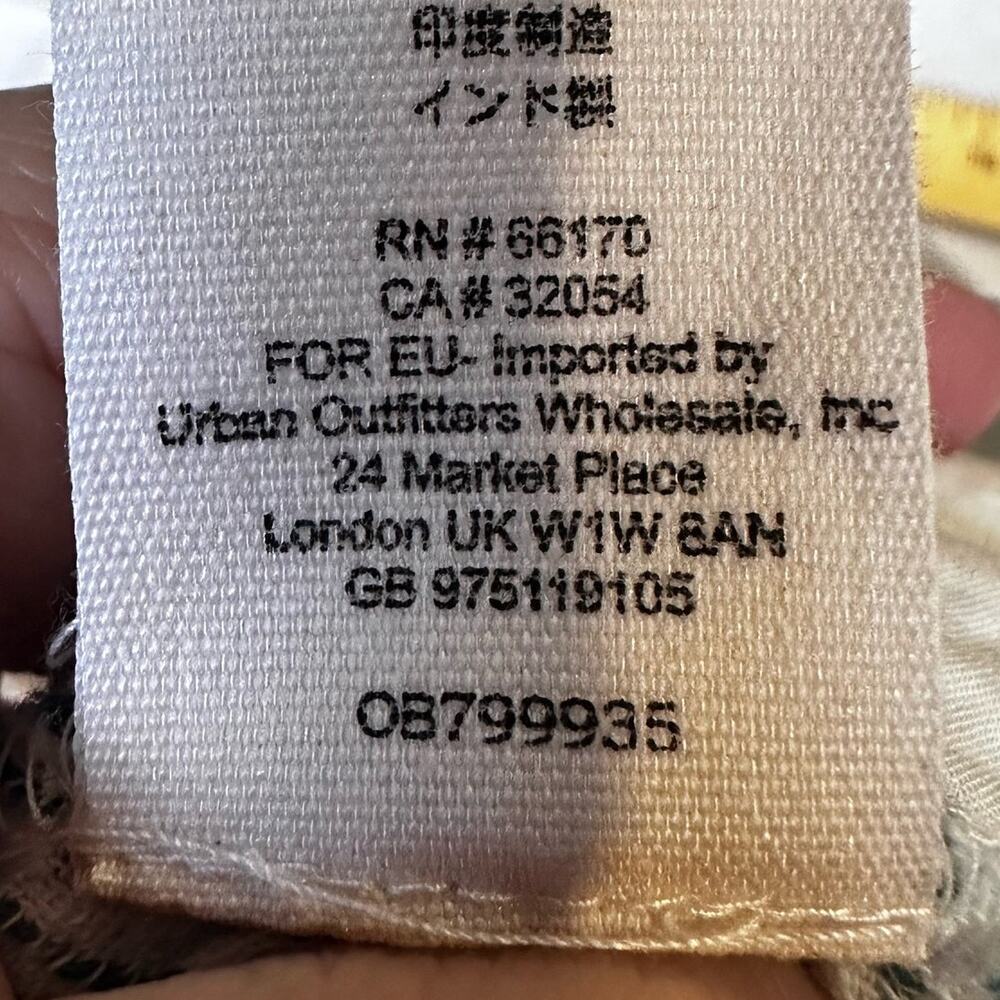 印度制造
インド製
RN # 66170
CA # 32054
FOR EU- Imported by
Urban Outfitters Wholesale, Inc
24 Market Place
London UK W1W 8AN
GB 975119105
OB799935